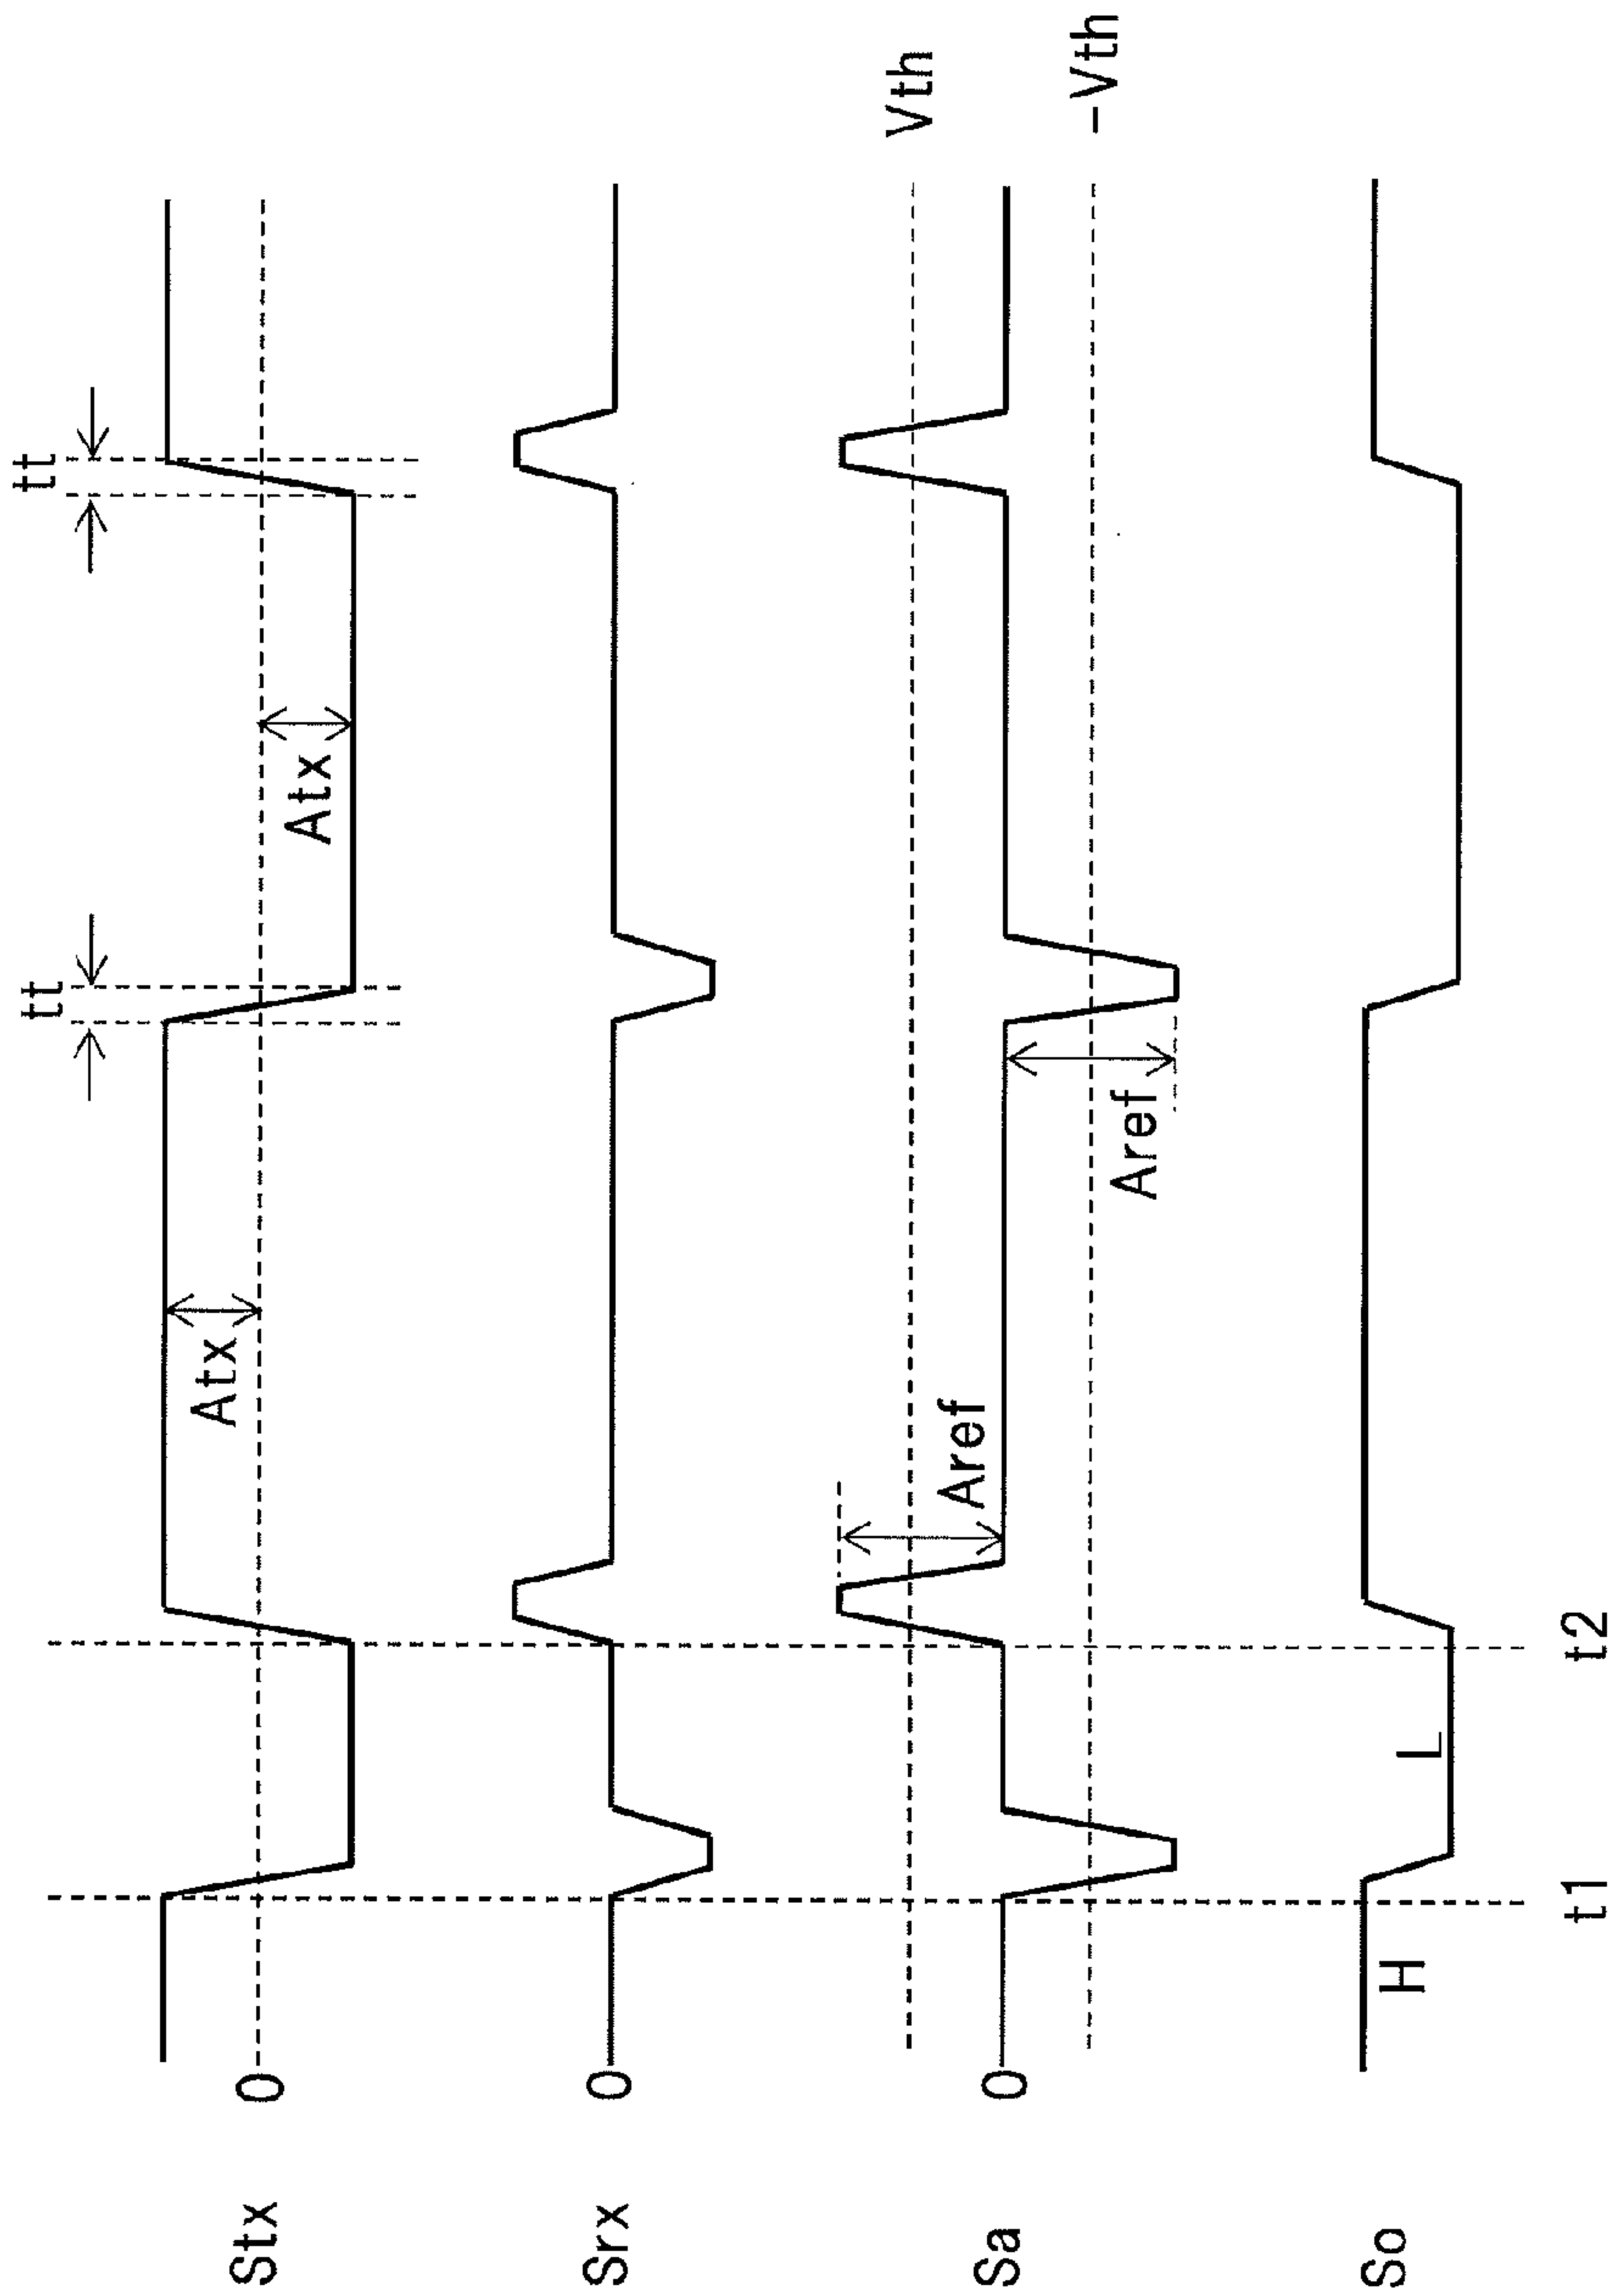 tt
tt
Stx
0
Atx
Atx
Srx
0
Vth
-Vth
Sa
0
Aref
Aref
So
H
L
t1
t2